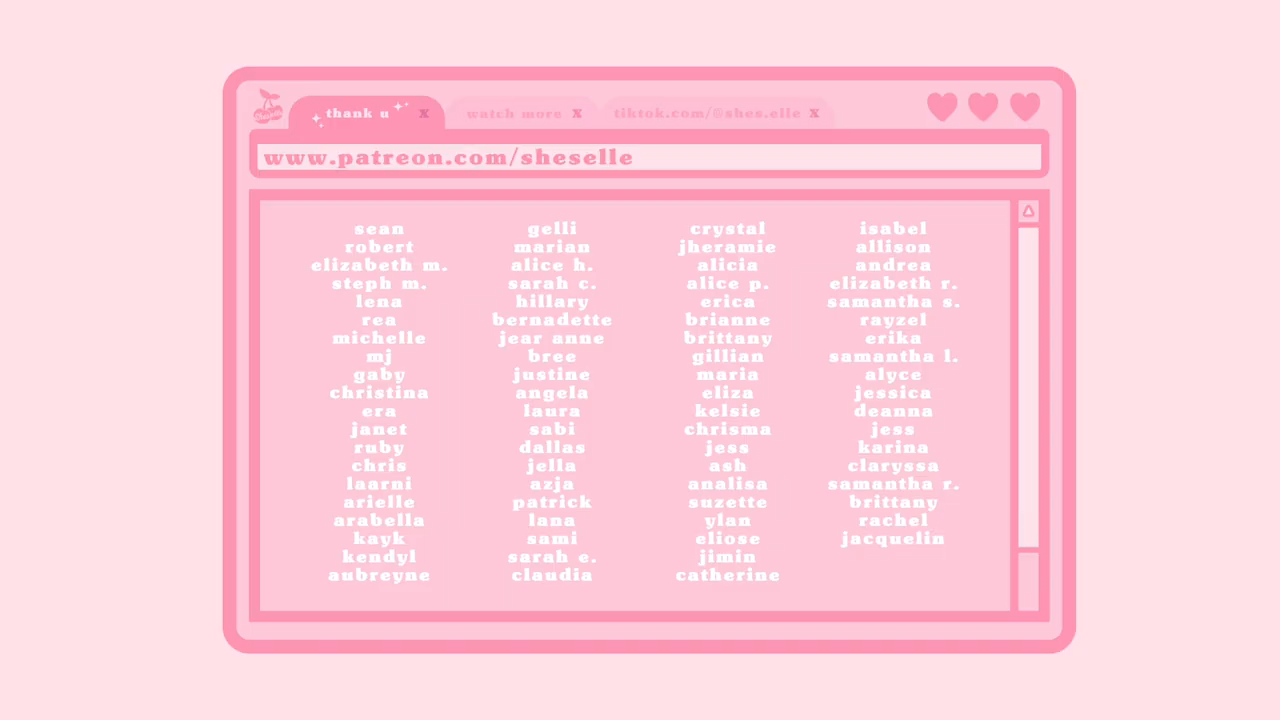 thank u x
watch more x
tiktok.com/@shes.elle x
www.patreon.com/sheselle
sean
robert
elizabeth m.
steph m.
lena
rea
michelle
mj
gaby
christina
era
janet
ruby
chris
laarni
arielle
arabella
kayk
kendyl
aubreyne
gelli
marian
alice h.
sarah c.
hillary
bernadette
jear anne
bree
justine
angela
laura
sabi
dallas
jella
azja
patrick
lana
sami
sarah e.
claudia
crystal
jheramie
alicia
alice p.
erica
brianne
brittany
gillian
maria
eliza
kelsie
chrisma
jess
ash
analisa
suzette
ylan
eliose
jimin
catherine
isabel
allison
andrea
elizabeth r.
samantha s.
rayzel
erika
samantha l.
alyce
jessica
deanna
jess
karina
claryssa
samantha r.
brittany
rachel
jacquelin